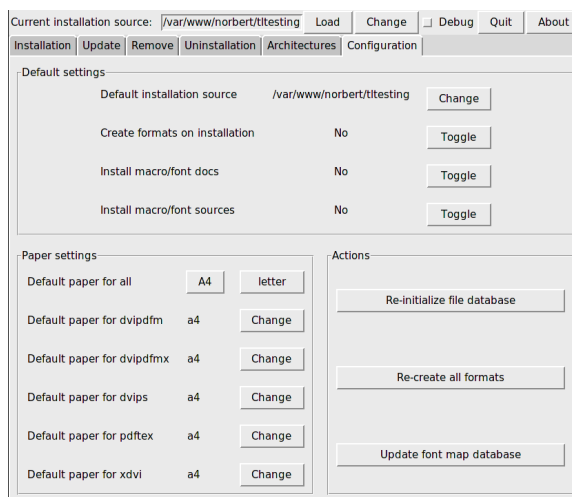 Current installation source: /var/www/norbert/tltesting Load Change Debug Quit About
Installation Update Remove Uninstallation Architectures Configuration
Default settings
Default installation source /var/www/norbert/tltesting Change
Create formats on installation No Toggle
Install macro/font docs No Toggle
Install macro/font sources No Toggle
Paper settings
Default paper for all A4 letter
Default paper for dvipdfm a4 Change
Default paper for dvipdfmx a4 Change
Default paper for dvips a4 Change
Default paper for pdftex a4 Change
Default paper for xdvi a4 Change
Actions
Re-initialize file database
Re-create all formats
Update font map database